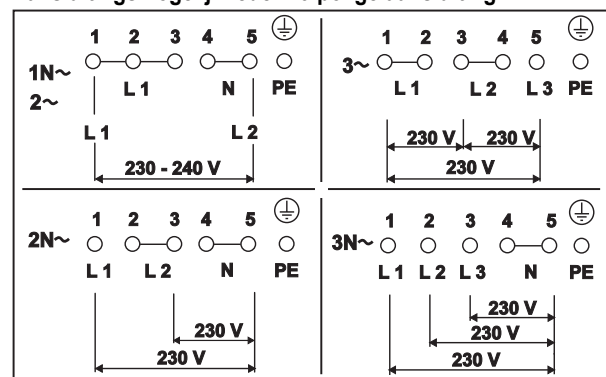 1 2 3 4 5
1N~
2~
L 1 N PE
L 1 L 2
230 - 240 V
1 2 3 4 5
3~
L 1 L 2 L 3 PE
230 V 230 V
230 V
1 2 3 4 5
2N~
L 1 L 2 N PE
230 V
230 V
1 2 3 4 5
3N~
L 1 L 2 L 3 N PE
230 V
230 V
230 V